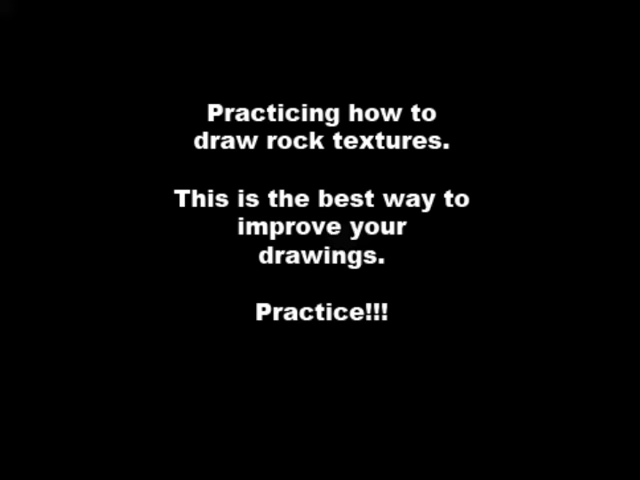 Practicing how to
draw rock textures.
This is the best way to
improve your
drawings.
Practice!!!